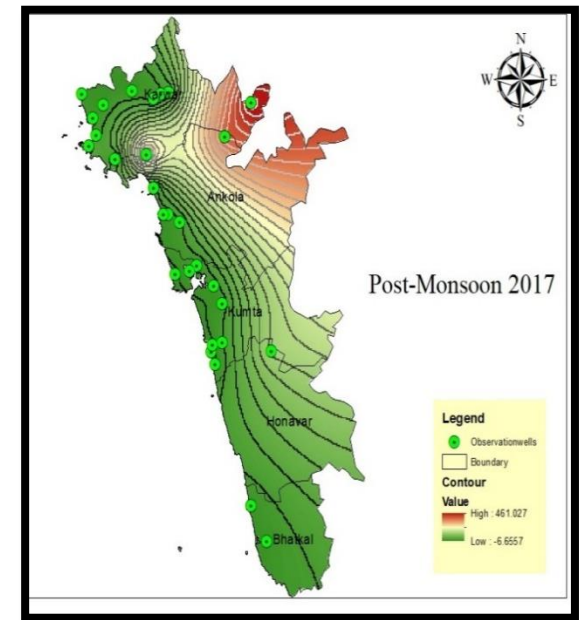 N
W
E
S
Karwar
Ankola
Post-Monsoon 2017
Kumta
Honavar
Bhatkal
Legend
Observationwells
Boundary
Contour
Value
High : 461.027
Low : -6.6557